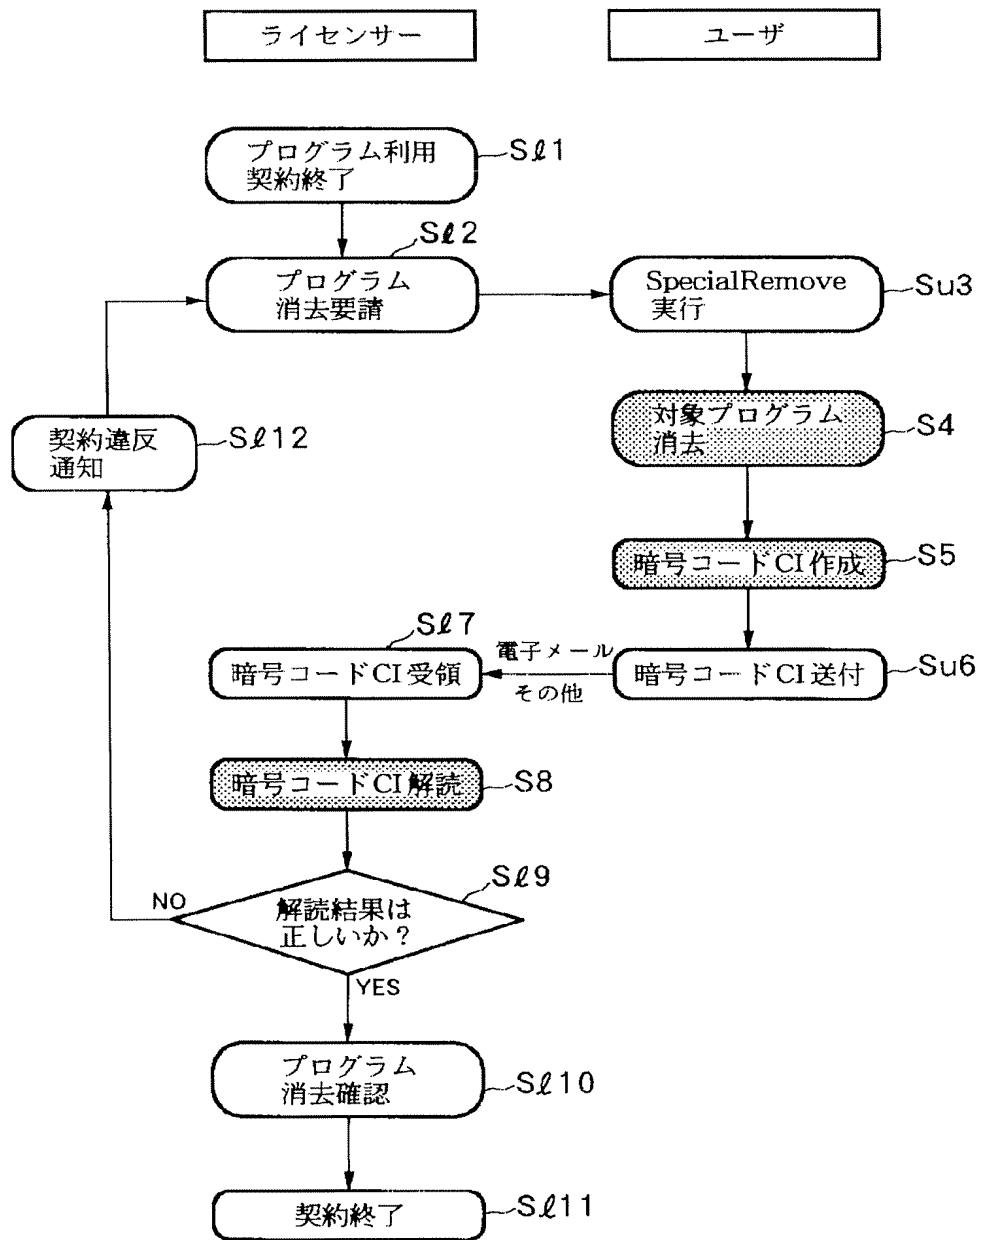 ライセンサー
ユーザ
プログラム利用
契約終了
Sℓ1
プログラム
消去要請
Sℓ2
SpecialRemove
実行
Su3
対象プログラム
消去
S4
契約違反
通知
Sℓ12
暗号コードCI作成
S5
暗号コードCI受領
Sℓ7
電子メール
その他
暗号コードCI送付
Su6
暗号コードCI解読
S8
解読結果は
正しいか？
Sℓ9
NO
YES
プログラム
消去確認
Sℓ10
契約終了
Sℓ11